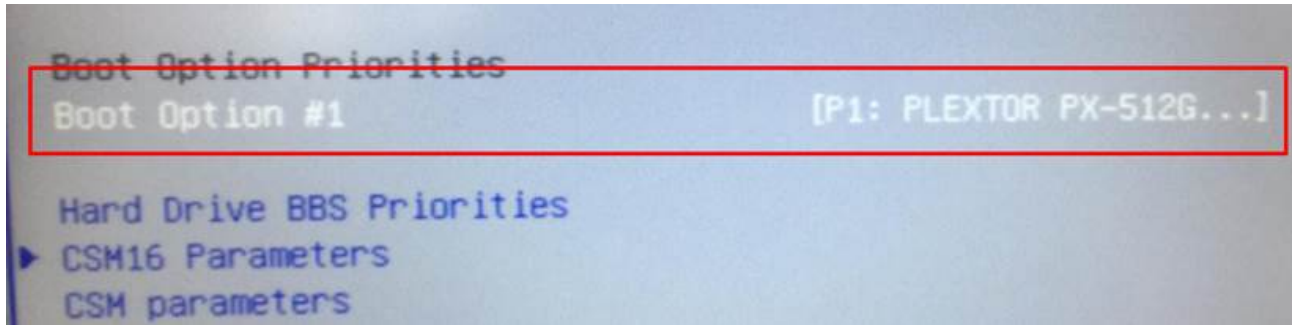 Boot Option Priorities
Boot Option #1 [P1: PLEXTOR PX-512G...]
Hard Drive BBS Priorities
CSM16 Parameters
CSM parameters